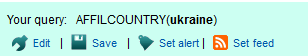 Your query: AFFILCOUNTRY(ukraine)
Edit | Save | Set alert | Set feed